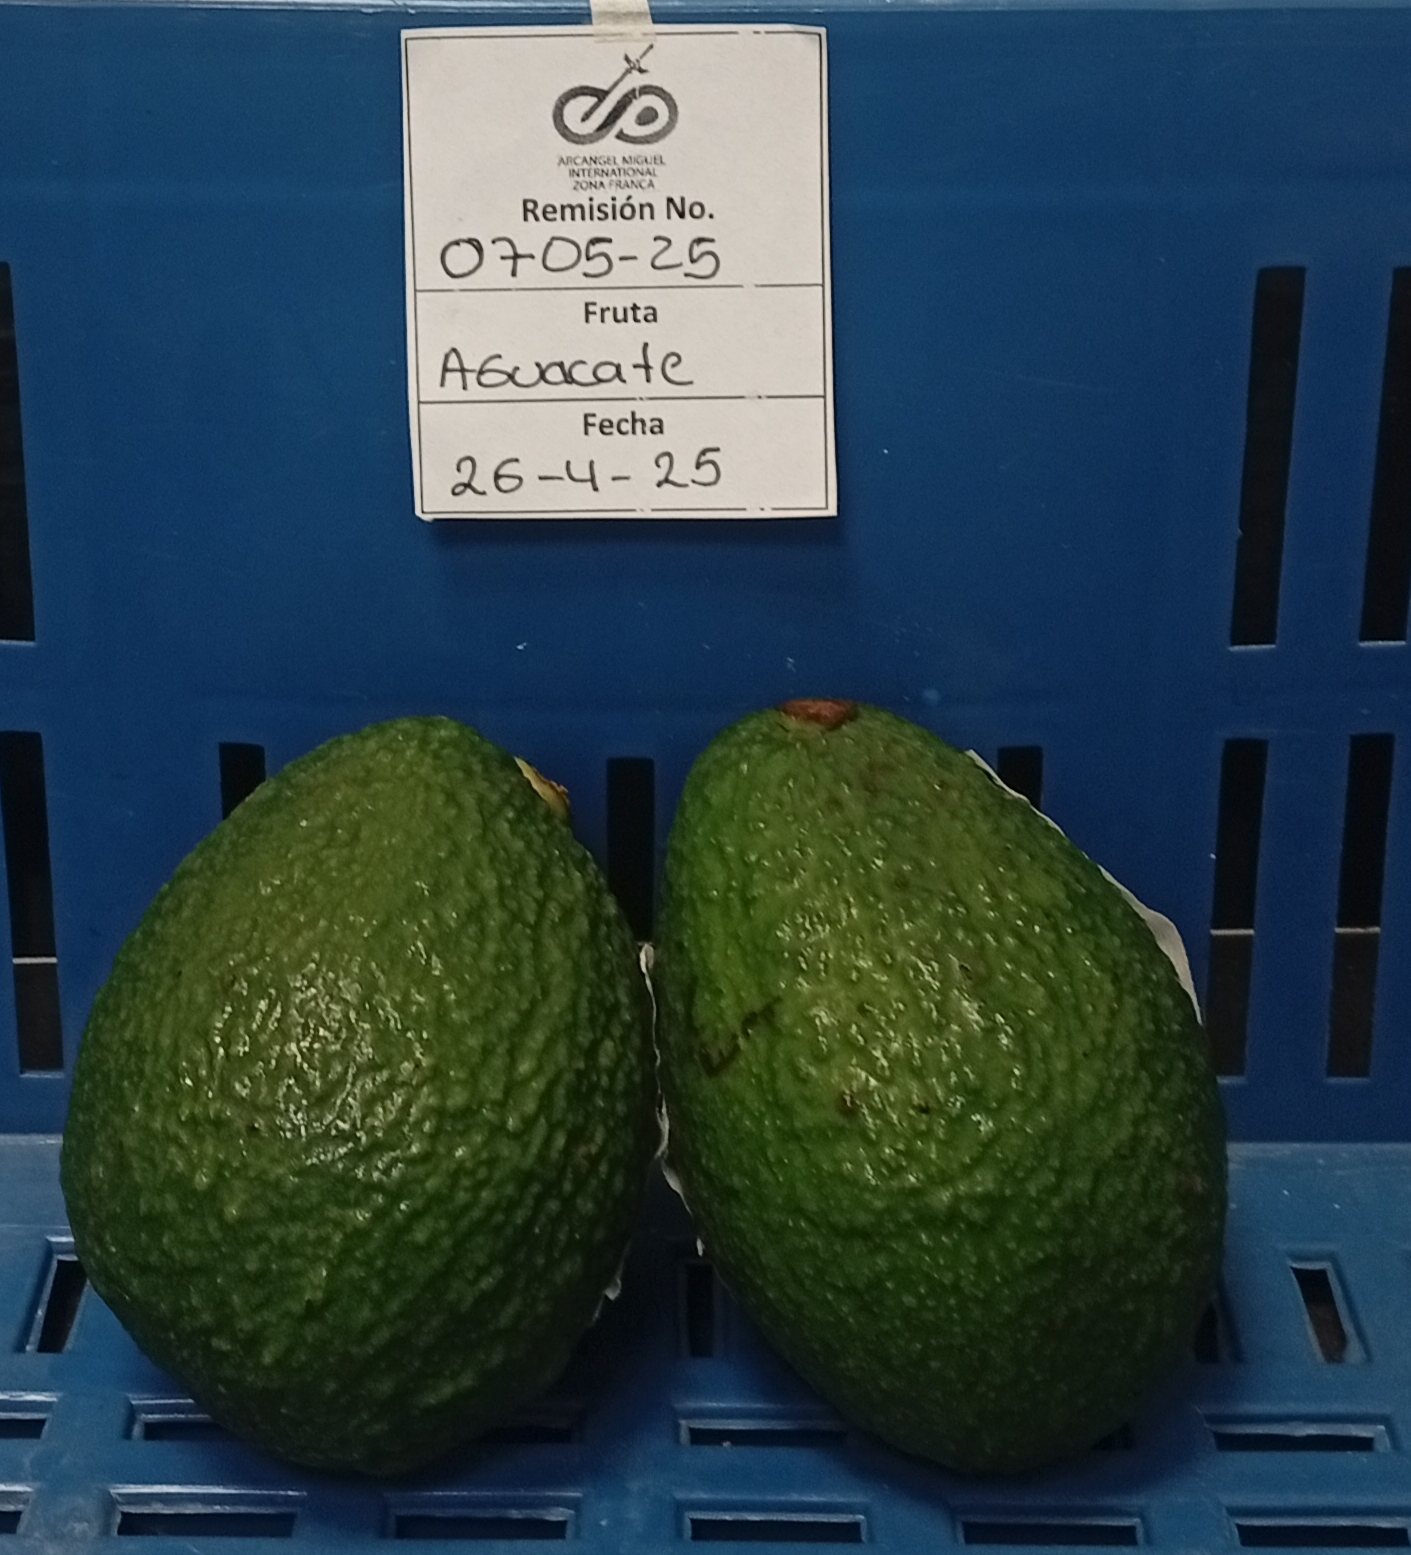 ARCANGEL MIGUEL
INTERNATIONAL
ZONA FRANCA
Remisión No.
0705-25
Fruta
AGuacate
Fecha
26-4-25